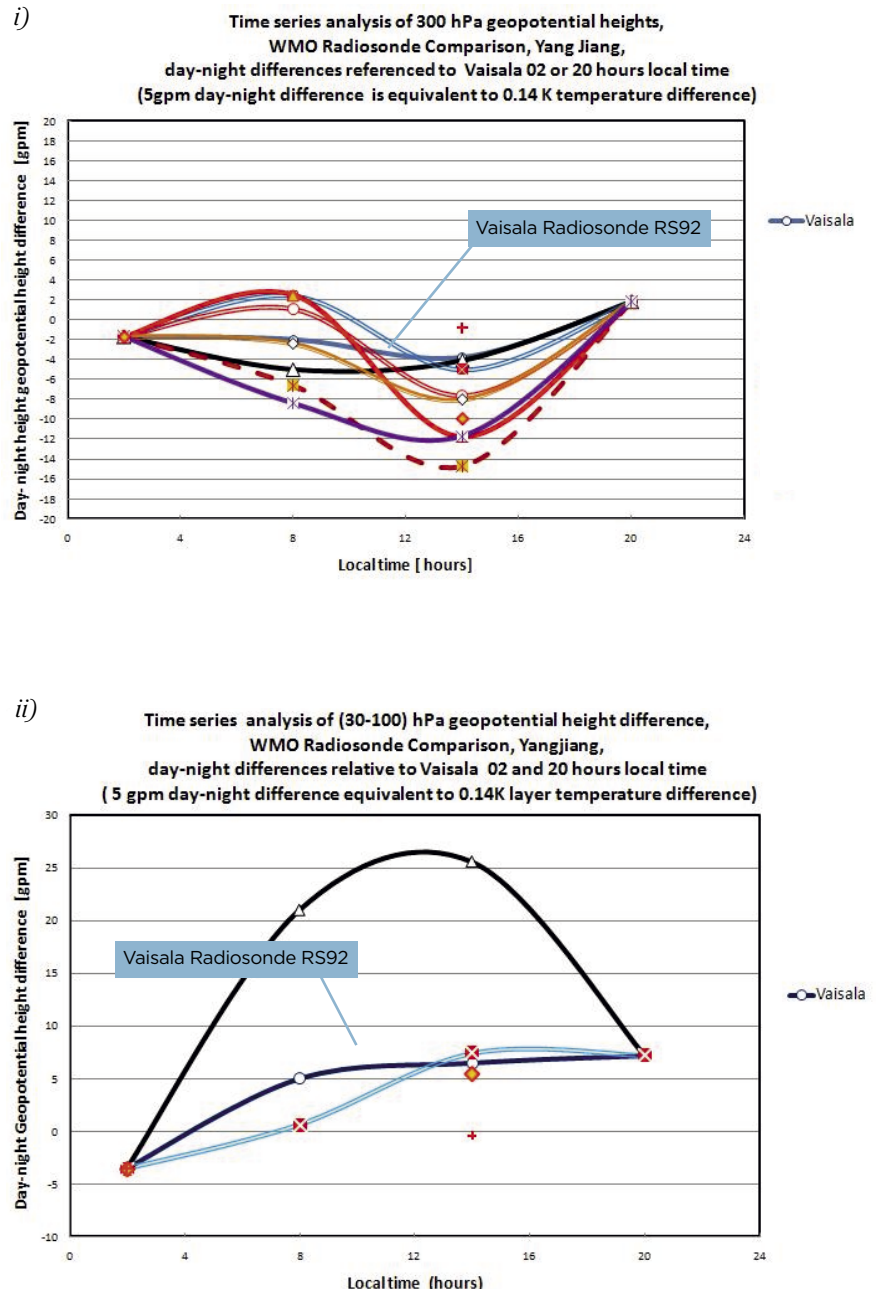 i)
Time series analysis of 300 hPa geopotential heights,
WMO Radiosonde Comparison, Yang Jiang,
day-night differences referenced to Vaisala 02 or 20 hours local time
(5gpm day-night difference is equivalent to 0.14 K temperature difference)
Day- night height geopotential height difference [gpm]
20
18
16
14
12
10
8
6
4
2
0
-2
-4
-6
-8
-10
-12
-14
-16
-18
-20
Vaisala Radiosonde RS92
Vaisala
0 4 8 12 16 20 24
Local time [ hours]
ii)
Time series analysis of (30-100) hPa geopotential height difference,
WMO Radiosonde Comparison, Yangjiang,
day-night differences relative to Vaisala 02 and 20 hours local time
( 5 gpm day-night difference equivalent to 0.14K layer temperature difference)
Day-night Geopotential height difference [gpm]
30
25
20
15
10
5
0
-5
-10
Vaisala Radiosonde RS92
Vaisala
0 4 8 12 16 20 24
Local time (hours)